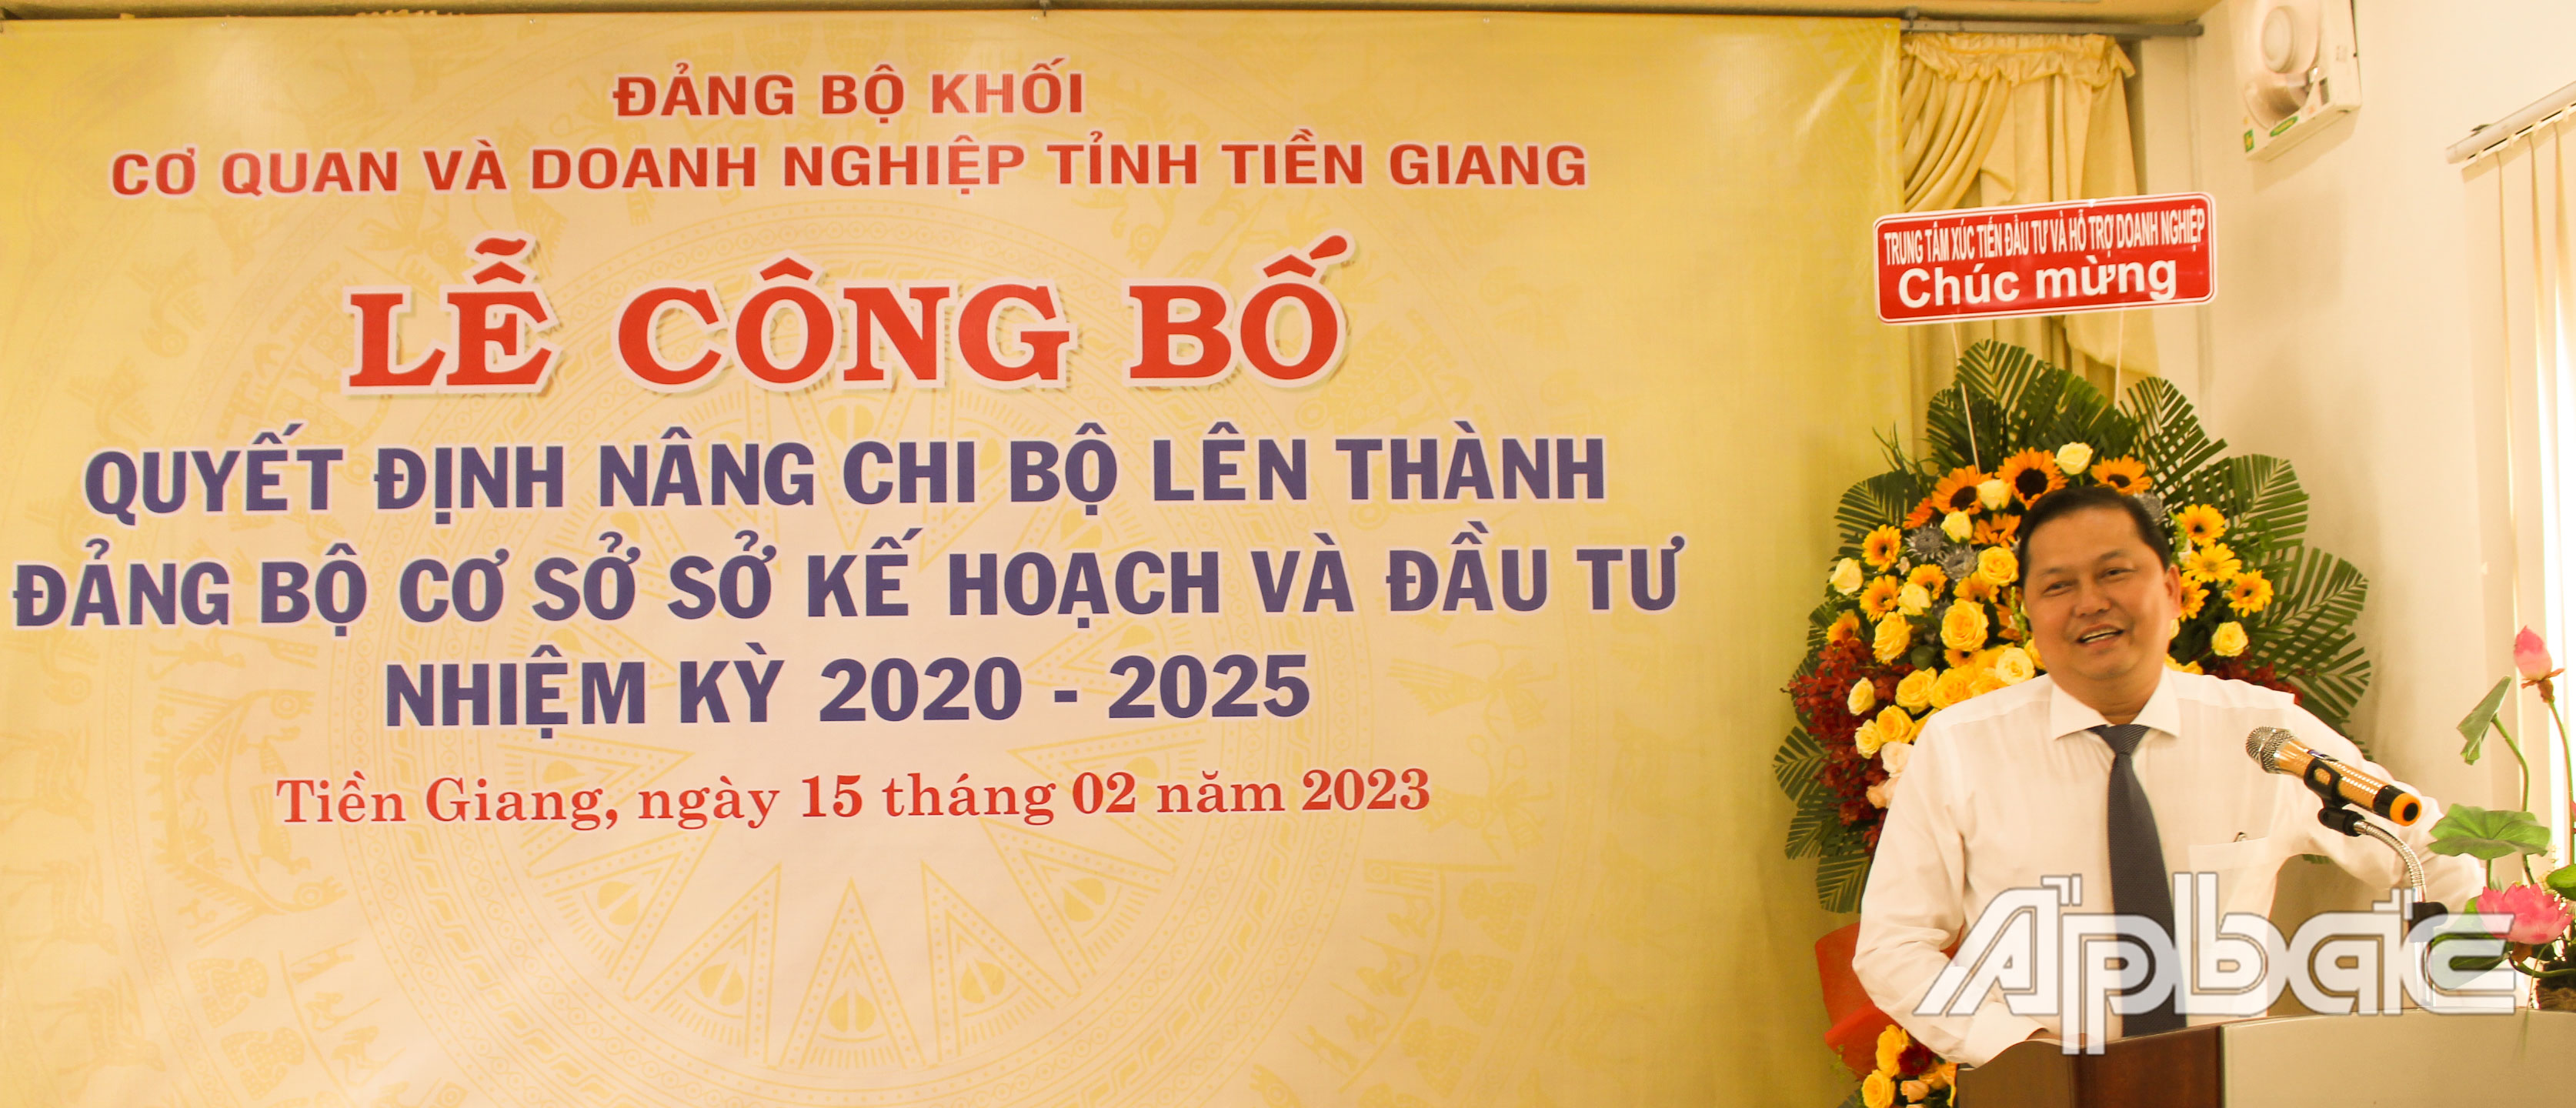 ĐẢNG BỘ KHỐI
CƠ QUAN VÀ DOANH NGHIỆP TỈNH TIỀN GIANG
LỄ CÔNG BỐ
QUYẾT ĐỊNH NÂNG CHI BỘ LÊN THÀNH
ĐẢNG BỘ CƠ SỞ SỞ KẾ HOẠCH VÀ ĐẦU TƯ
NHIỆM KỲ 2020 - 2025
Tiền Giang, ngày 15 tháng 02 năm 2023
TRUNG TÂM XÚC TIẾN ĐẦU TƯ VÀ HỖ TRỢ DOANH NGHIỆP
Chúc mừng
Ấpbắc